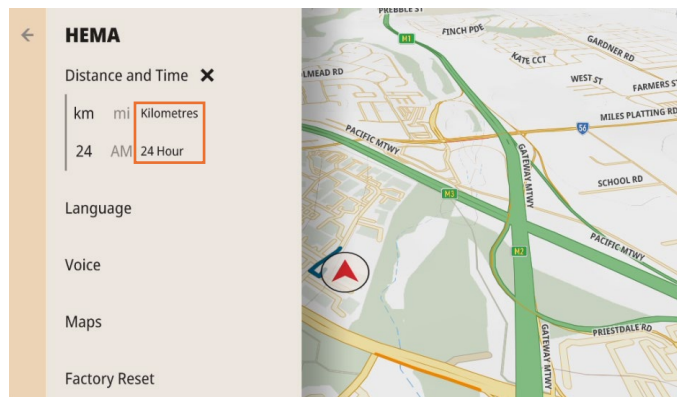 HEMA
Distance and Time
km mi Kilometres
24 AM 24 Hour
Language
Voice
Maps
Factory Reset
PREBBLE ST
FINCH PDE
M1
GARDNER RD
KATE CCT
LMEAD RD
WEST ST
FARMERS S
MILES PLATTING RD
56
PACIFIC MTWY
GATEWAY MTWY
SCHOOL RD
M3
PACIFIC MTWY
M2
PRIESTDALE RD
GATEWAY MTWY